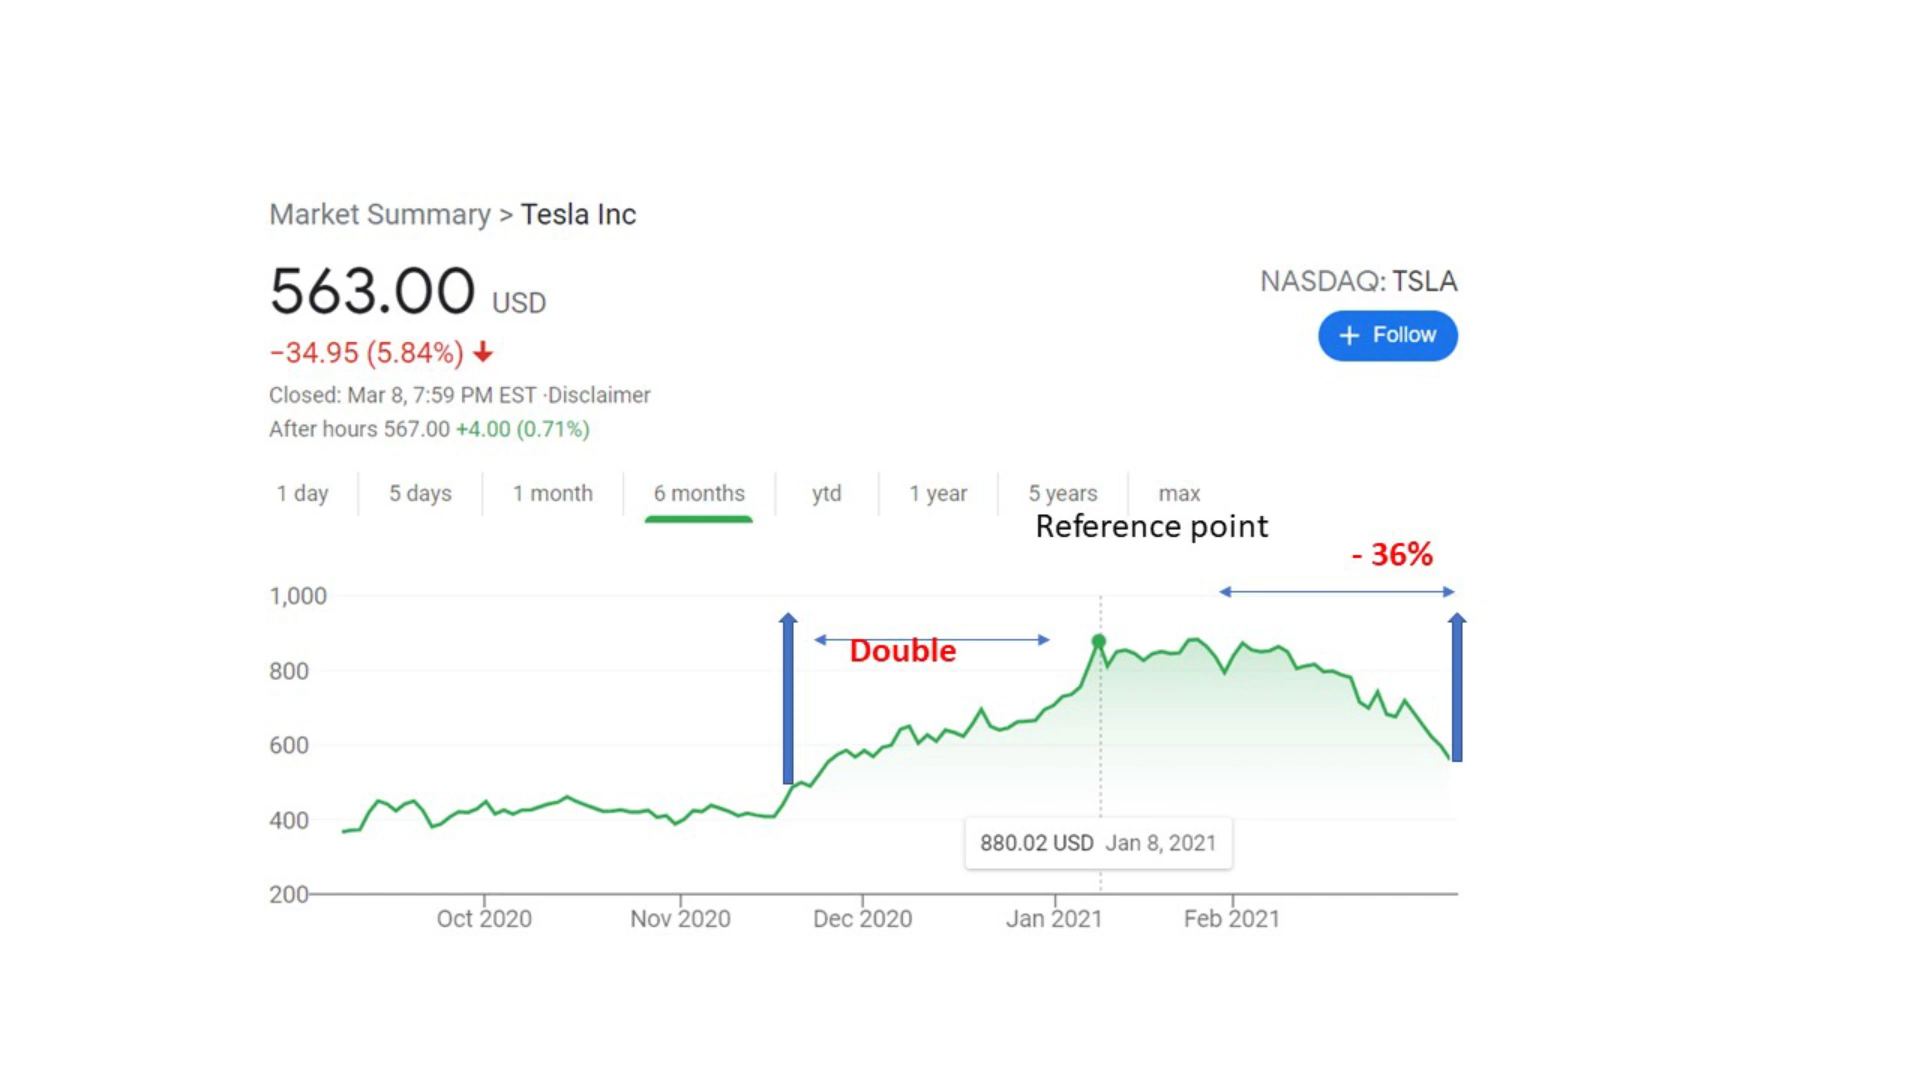 Market Summary > Tesla Inc
563.00 USD
NASDAQ: TSLA
−34.95 (5.84%)
+ Follow
Closed: Mar 8, 7:59 PM EST ·Disclaimer
After hours 567.00 +4.00 (0.71%)
1 day 5 days 1 month 6 months ytd 1 year 5 years max
Reference point
- 36%
1,000
Double
800
600
400
880.02 USD Jan 8, 2021
200
Oct 2020 Nov 2020 Dec 2020 Jan 2021 Feb 2021